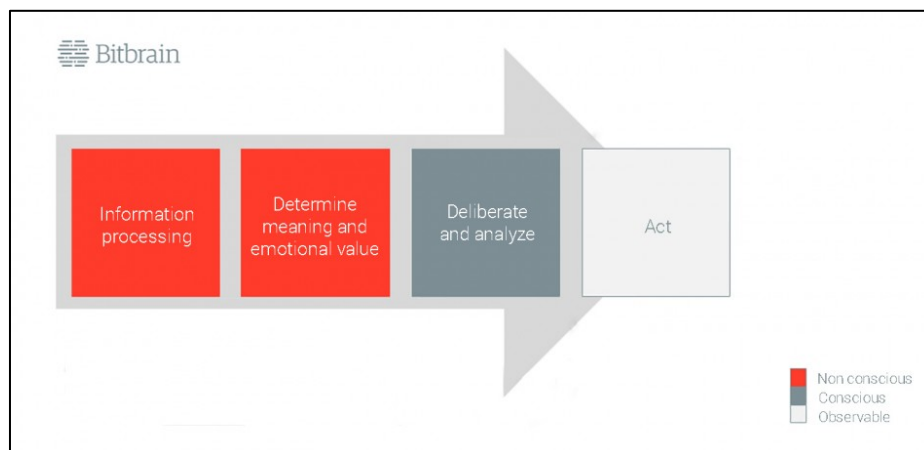 Bitbrain
Information
processing
Determine
meaning and
emotional value
Deliberate
and analyze
Act
Non conscious
Conscious
Observable